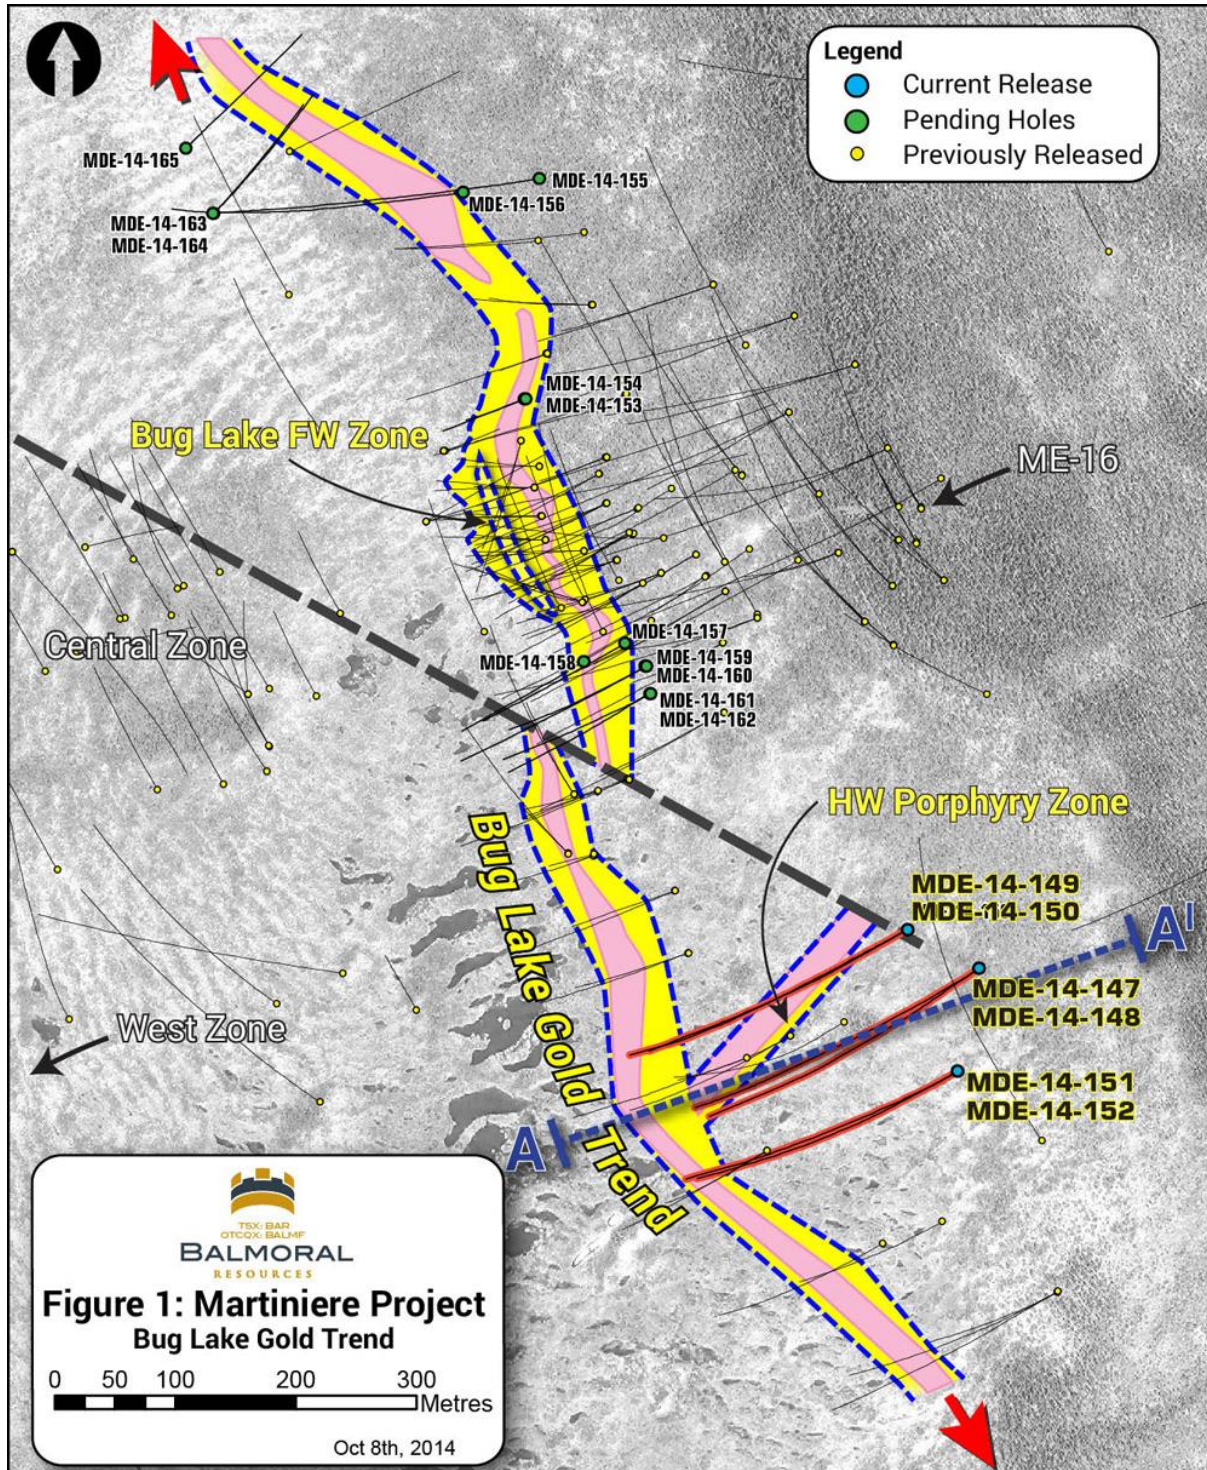 Legend
Current Release
Pending Holes
Previously Released
MDE-14-165
MDE-14-155
MDE-14-156
MDE-14-163
MDE-14-164
MDE-14-154
MDE-14-153
Bug Lake FW Zone
ME-16
Central Zone
MDE-14-157
MDE-14-158
MDE-14-159
MDE-14-160
MDE-14-161
MDE-14-162
HW Porphyry Zone
Bug Lake Gold Trend
MDE-14-149
MDE-14-150
A'
MDE-14-147
MDE-14-148
West Zone
MDE-14-151
MDE-14-152
A
TSX: BAR
OTCQX: BALMF
BALMORAL
RESOURCES
Figure 1: Martiniere Project
Bug Lake Gold Trend
0 50 100 200 300
Metres
Oct 8th, 2014